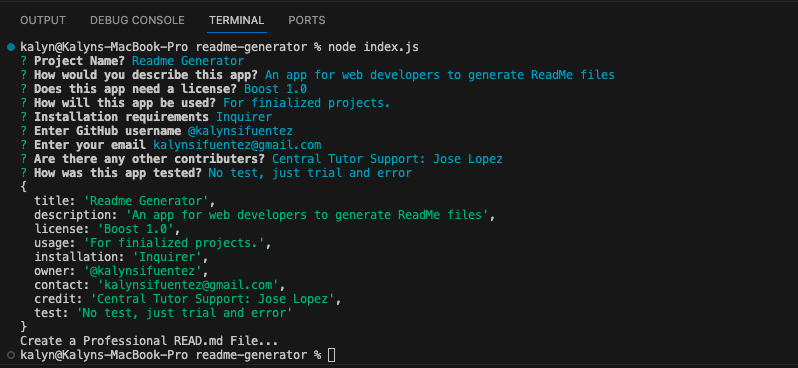 OUTPUT DEBUG CONSOLE TERMINAL PORTS
kalyn@Kalyns-MacBook-Pro readme-generator % node index.js
? Project Name? Readme Generator
? How would you describe this app? An app for web developers to generate ReadMe files
? Does this app need a license? Boost 1.0
? How will this app be used? For finialized projects.
? Installation requirements Inquirer
? Enter GitHub username @kalynsifuentez
? Enter your email kalynsifuentez@gmail.com
? Are there any other contributers? Central Tutor Support: Jose Lopez
? How was this app tested? No test, just trial and error
{
  title: 'Readme Generator',
  description: 'An app for web developers to generate ReadMe files',
  license: 'Boost 1.0',
  usage: 'For finialized projects.',
  installation: 'Inquirer',
  owner: '@kalynsifuentez',
  contact: 'kalynsifuentez@gmail.com',
  credit: 'Central Tutor Support: Jose Lopez',
  test: 'No test, just trial and error'
}
Create a Professional READ.md File...
kalyn@Kalyns-MacBook-Pro readme-generator %